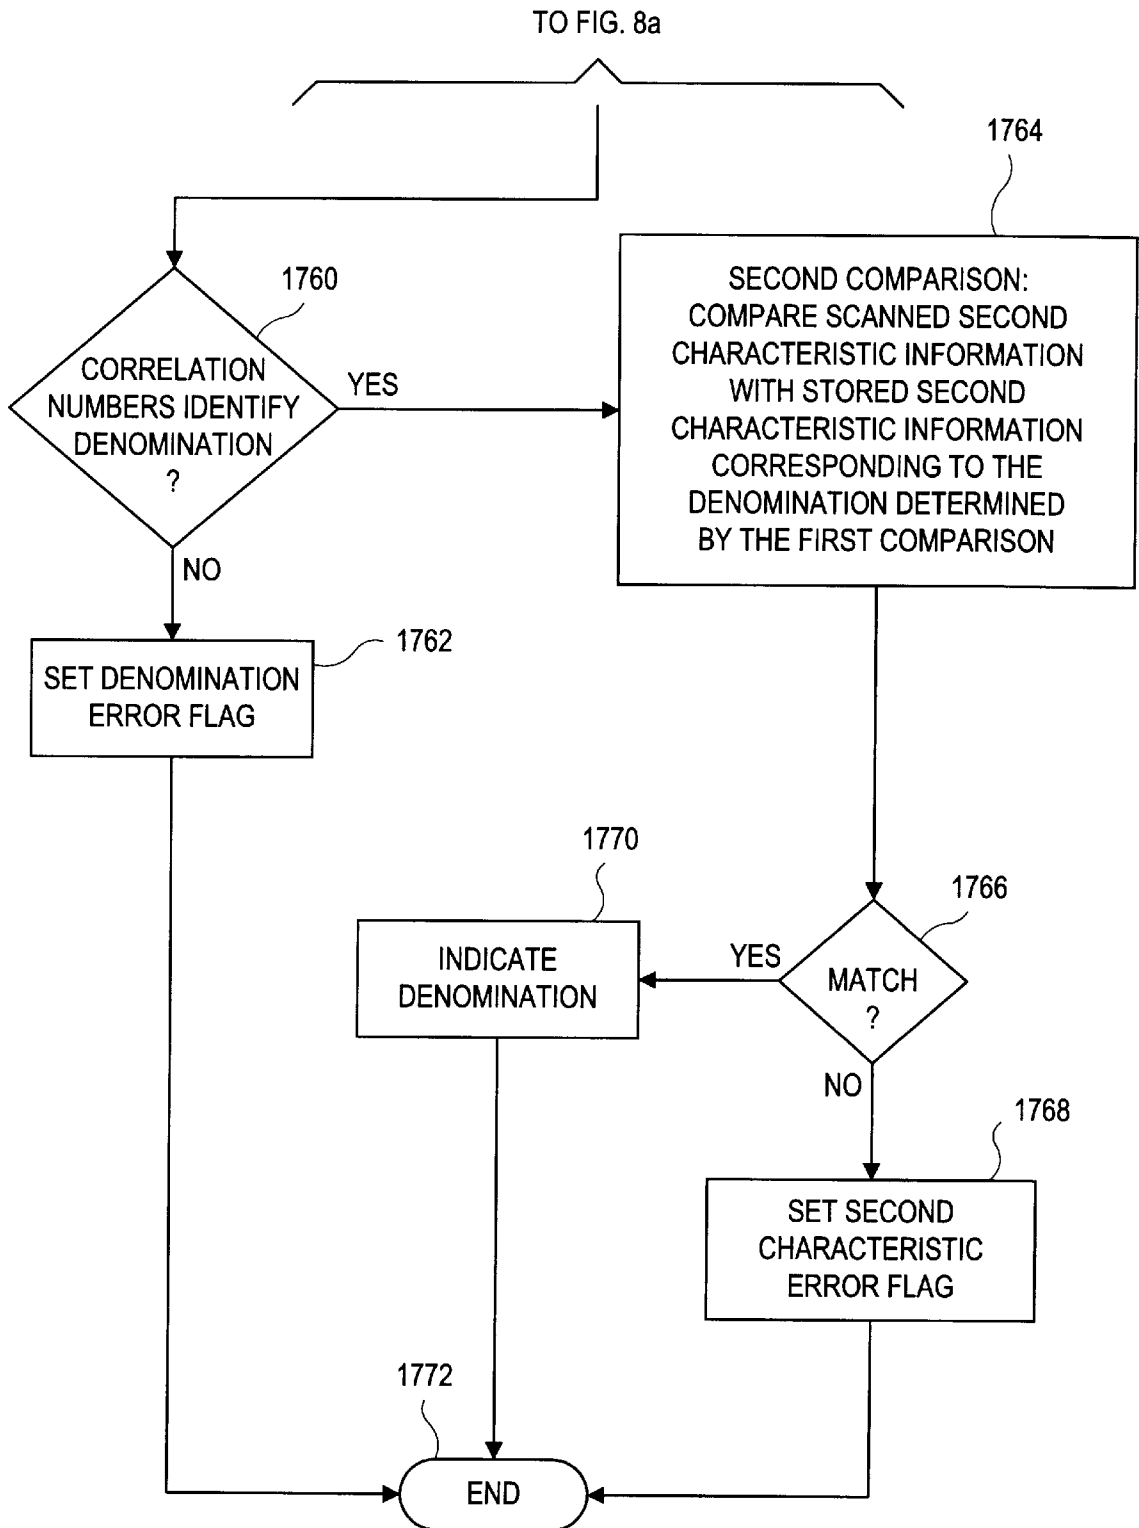 TO FIG. 8a
1764
1760
SECOND COMPARISON:
COMPARE SCANNED SECOND
CHARACTERISTIC INFORMATION
WITH STORED SECOND
CHARACTERISTIC INFORMATION
CORRESPONDING TO THE
DENOMINATION DETERMINED
BY THE FIRST COMPARISON
CORRELATION
NUMBERS IDENTIFY
DENOMINATION
?
YES
NO
1762
SET DENOMINATION
ERROR FLAG
1770
1766
INDICATE
DENOMINATION
YES
MATCH
?
NO
1768
SET SECOND
CHARACTERISTIC
ERROR FLAG
1772
END